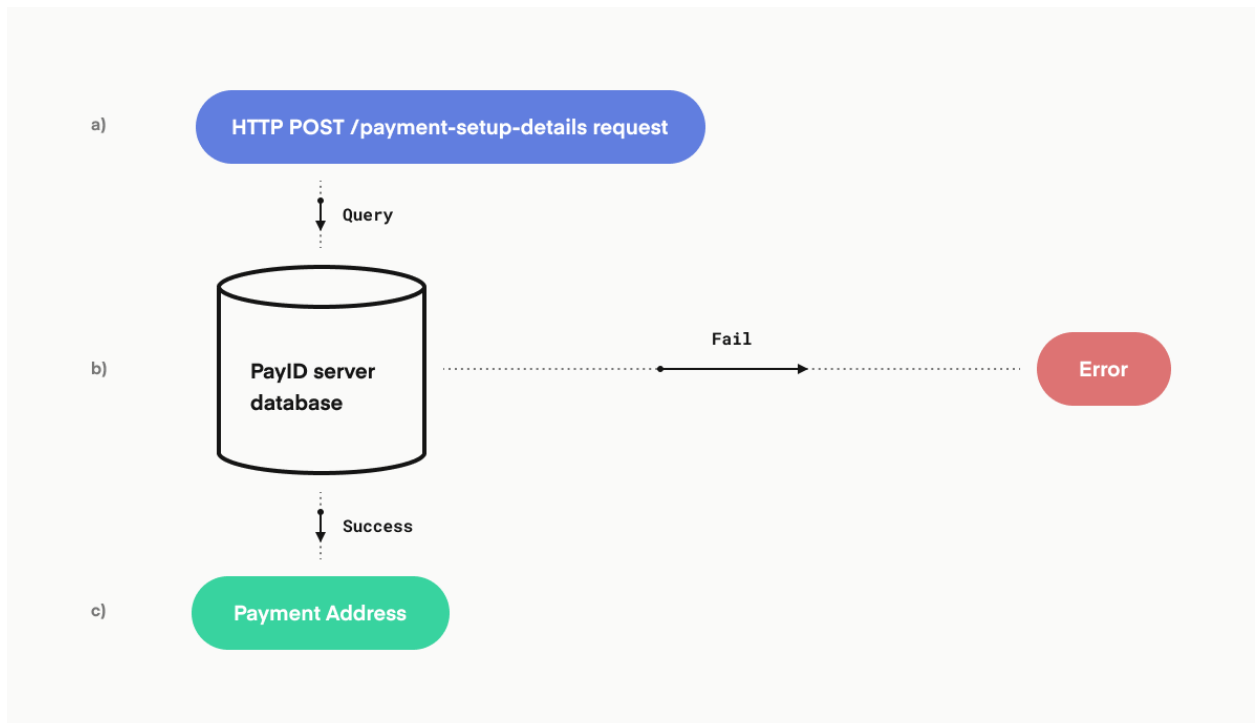 a)
HTTP POST /payment-setup-details request
Query
b)
PayID server
database
Fail
Error
Success
c)
Payment Address